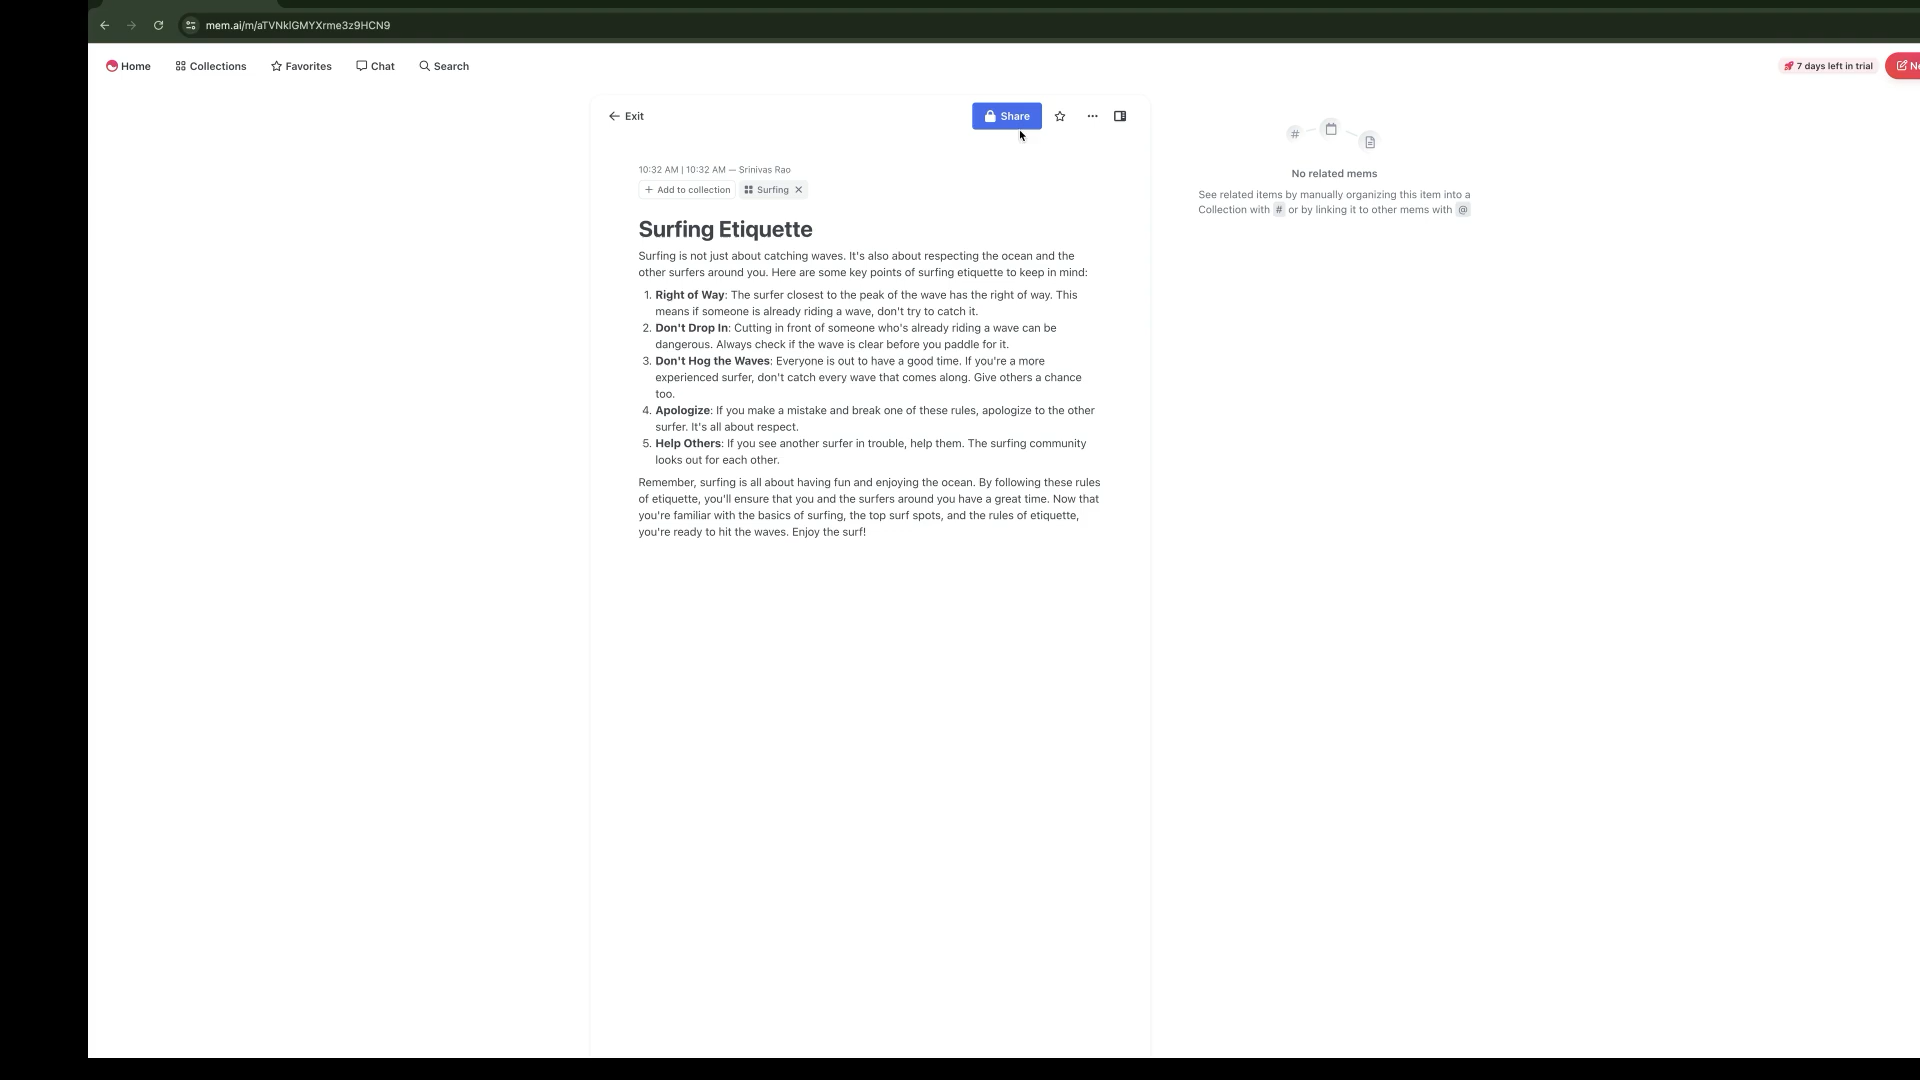 mem.ai/m/aTVNklGMYXrme3z9HCN9
Home Collections Favorites Chat Search 7 days left in trial
Exit Share
10:32 AM | 10:32 AM — Srinivas Rao
+ Add to collection Surfing
Surfing Etiquette
Surfing is not just about catching waves. It's also about respecting the ocean and the
other surfers around you. Here are some key points of surfing etiquette to keep in mind:
1. Right of Way: The surfer closest to the peak of the wave has the right of way. This
means if someone is already riding a wave, don't try to catch it.
2. Don't Drop In: Cutting in front of someone who's already riding a wave can be
dangerous. Always check if the wave is clear before you paddle for it.
3. Don't Hog the Waves: Everyone is out to have a good time. If you're a more
experienced surfer, don't catch every wave that comes along. Give others a chance
too.
4. Apologize: If you make a mistake and break one of these rules, apologize to the other
surfer. It's all about respect.
5. Help Others: If you see another surfer in trouble, help them. The surfing community
looks out for each other.
Remember, surfing is all about having fun and enjoying the ocean. By following these rules
of etiquette, you'll ensure that you and the surfers around you have a great time. Now that
you're familiar with the basics of surfing, the top surf spots, and the rules of etiquette,
you're ready to hit the waves. Enjoy the surf!
No related mems
See related items by manually organizing this item into a
Collection with # or by linking it to other mems with @